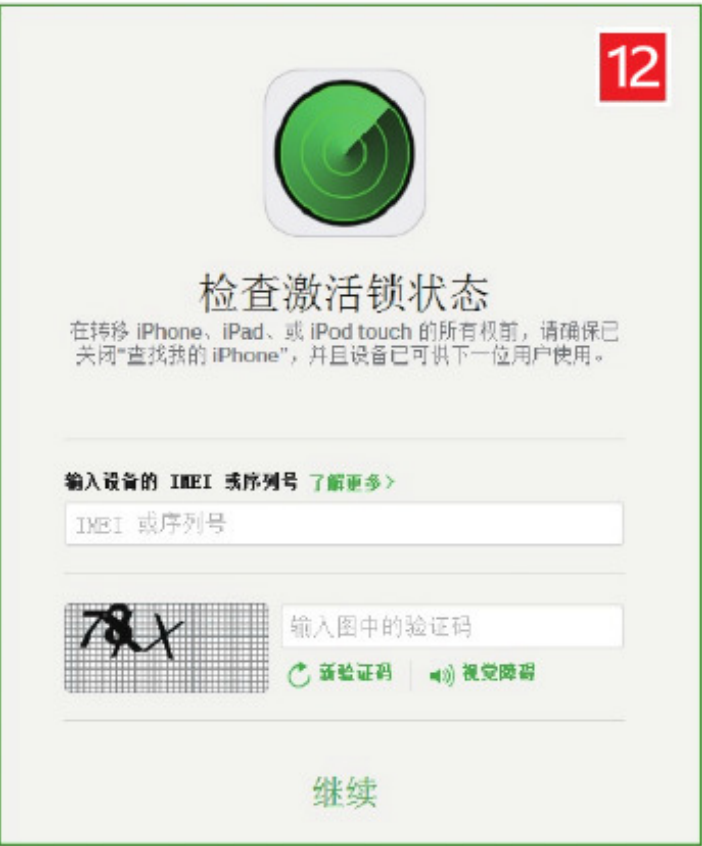 12
检查激活锁状态
在转移 iPhone、iPad、或 iPod touch 的所有权前，请确保已
关闭“查找我的 iPhone”，并且设备已可供下一位用户使用。
输入设备的 IMEI 或序列号 了解更多>
IMEI 或序列号
输入图中的验证码
新验证码 视觉障碍
继续